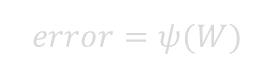 error = ψ(W)